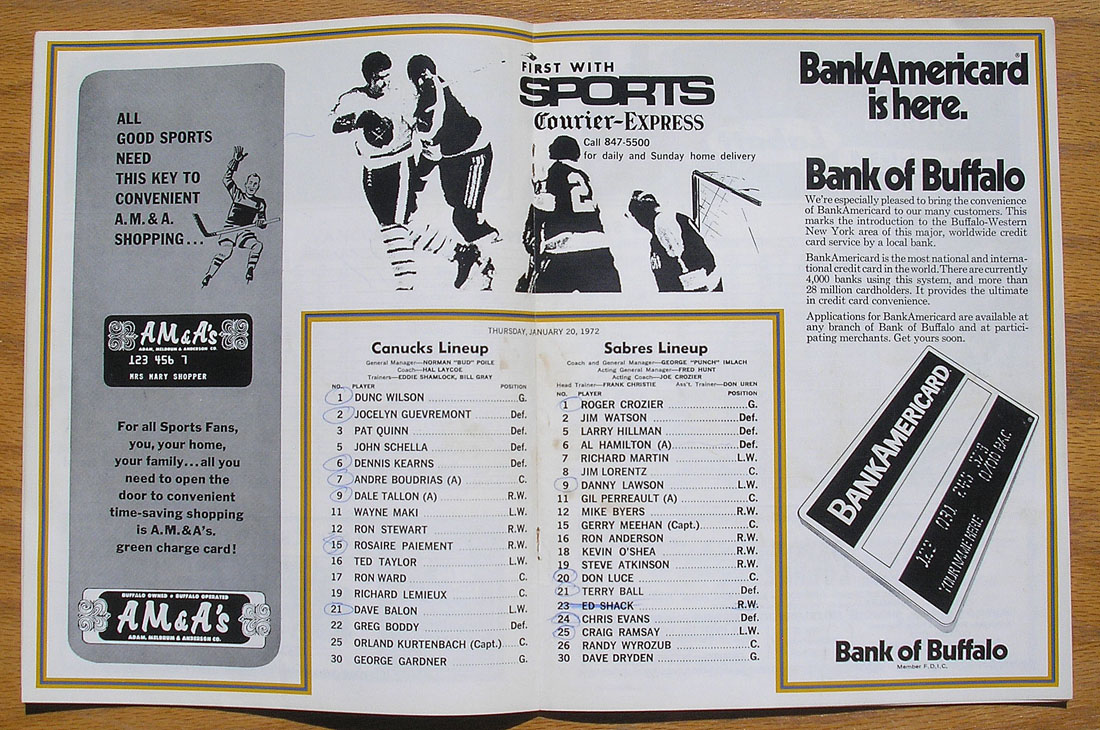 ALL
GOOD SPORTS
NEED
THIS KEY TO
CONVENIENT
A.M.&A.
SHOPPING...
AM&A's
ADAM, MELDRUM & ANDERSON CO.
123 456 7
MRS MARY SHOPPER
For all Sports Fans,
you, your home,
your family...all you
need to open the
door to convenient
time-saving shopping
is A.M.&A's.
green charge card!
BUFFALO OWNED • BUFFALO OPERATED
AM&A's
ADAM, MELDRUM & ANDERSON CO.
FIRST WITH
SPORTS
Courier-EXPRESS
Call 847-5500
for daily and Sunday home delivery
2
THURSDAY, JANUARY 20, 1972
Canucks Lineup
General Manager—NORMAN "BUD" POILE
Coach—HAL LAYCOE
Trainers—EDDIE SHAMLOCK, BILL GRAY
NO. PLAYER POSITION
1 DUNC WILSON G.
2 JOCELYN GUEVREMONT Def.
3 PAT QUINN Def.
5 JOHN SCHELLA Def.
6 DENNIS KEARNS Def.
7 ANDRE BOUDRIAS (A) C.
9 DALE TALLON (A) R.W.
11 WAYNE MAKI L.W.
12 RON STEWART R.W.
15 ROSAIRE PAIEMENT R.W.
16 TED TAYLOR L.W.
17 RON WARD C.
19 RICHARD LEMIEUX C.
21 DAVE BALON L.W.
22 GREG BODDY Def.
25 ORLAND KURTENBACH (Capt.) C.
30 GEORGE GARDNER G.
Sabres Lineup
Coach and General Manager—GEORGE "PUNCH" IMLACH
Acting General Manager—FRED HUNT
Acting Coach—JOE CROZIER
Head Trainer—FRANK CHRISTIE Ass't. Trainer—DON UREN
NO. PLAYER POSITION
1 ROGER CROZIER G.
2 JIM WATSON Def.
5 LARRY HILLMAN Def.
6 AL HAMILTON (A) Def.
7 RICHARD MARTIN L.W.
8 JIM LORENTZ C.
9 DANNY LAWSON L.W.
11 GIL PERREAULT (A) C.
12 MIKE BYERS R.W.
15 GERRY MEEHAN (Capt.) C.
16 RON ANDERSON R.W.
18 KEVIN O'SHEA R.W.
19 STEVE ATKINSON R.W.
20 DON LUCE C.
21 TERRY BALL Def.
23 ED SHACK R.W.
24 CHRIS EVANS Def.
25 CRAIG RAMSAY L.W.
26 RANDY WYROZUB C.
30 DAVE DRYDEN G.
BankAmericard®
is here.
Bank of Buffalo
We're especially pleased to bring the convenience
of BankAmericard to our many customers. This
marks the introduction to the Buffalo-Western
New York area of this major, worldwide credit
card service by a local bank.
BankAmericard is the most national and interna-
tional credit card in the world. There are currently
4,000 banks using this system, and more than
28 million cardholders. It provides the ultimate
in credit card convenience.
Applications for BankAmericard are available at
any branch of Bank of Buffalo and at partici-
pating merchants. Get yours soon.
BANKAMERICARD
YOUR NAME HERE
Bank of Buffalo
Member F.D.I.C.